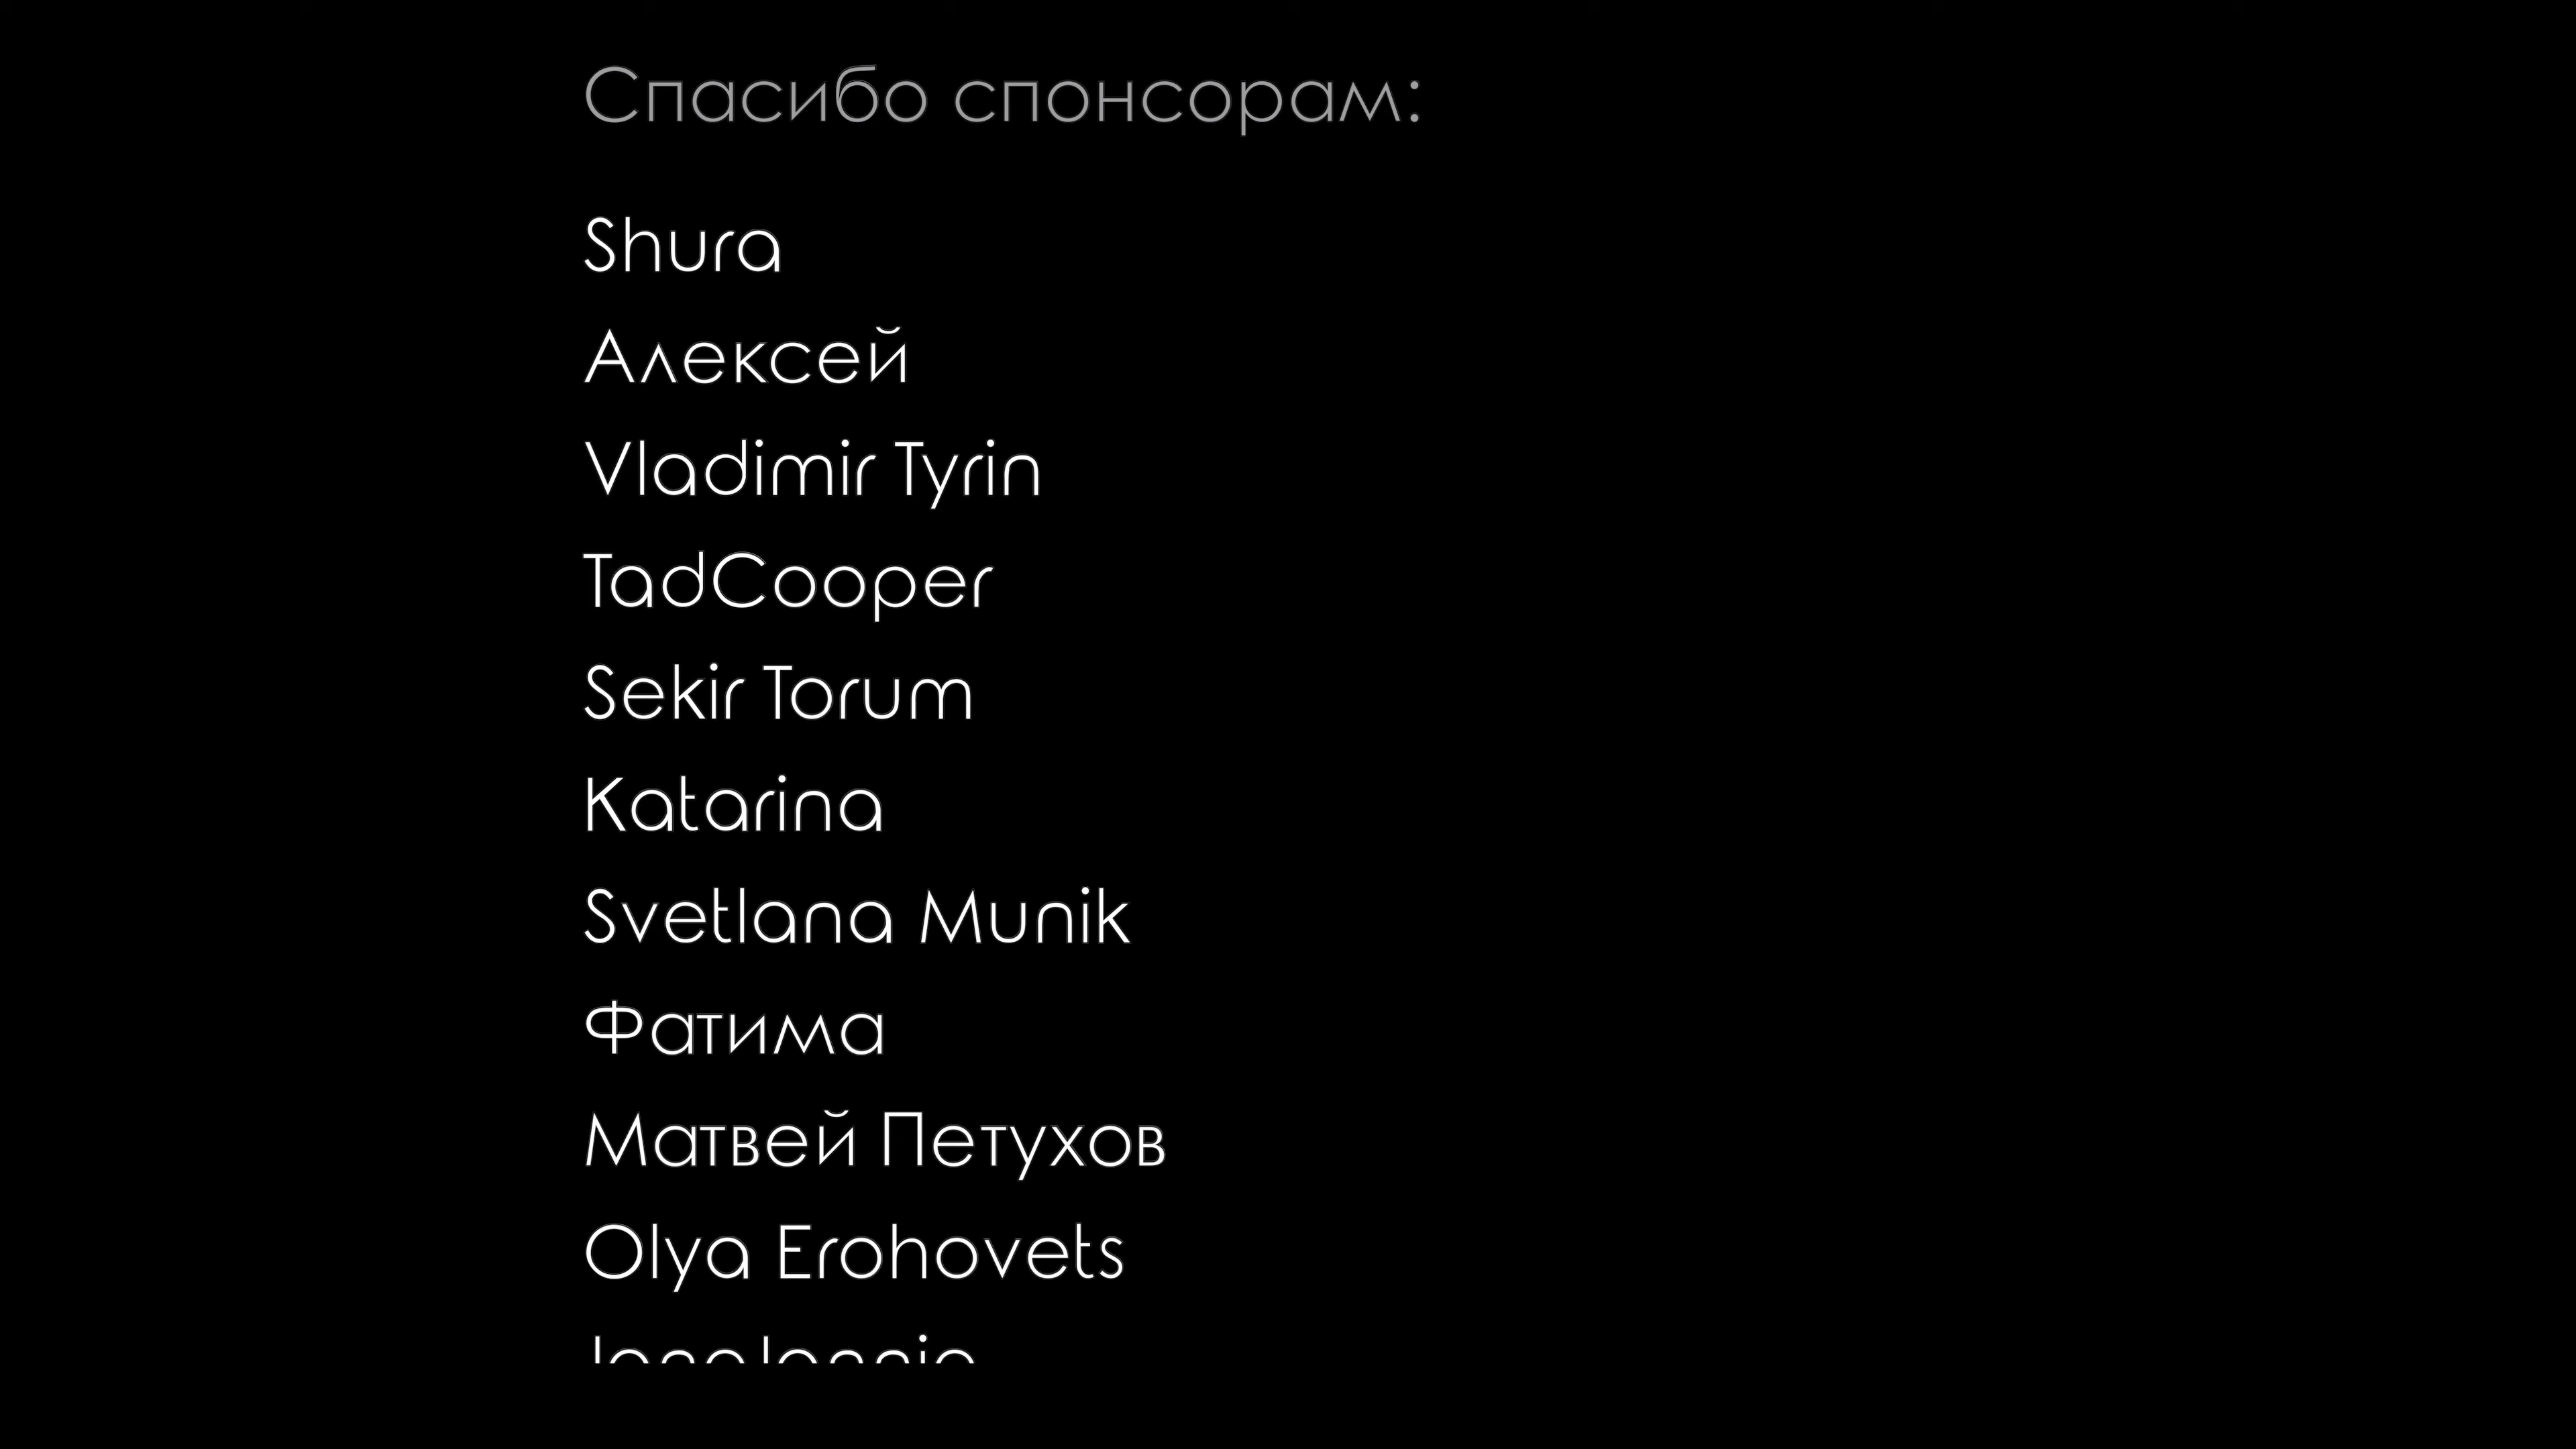 Спасибо спонсорам:
Shura
Алексей
Vladimir Tyrin
TadCooper
Sekir Torum
Katarina
Svetlana Munik
Фатима
Матвей Петухов
Olya Erohovets